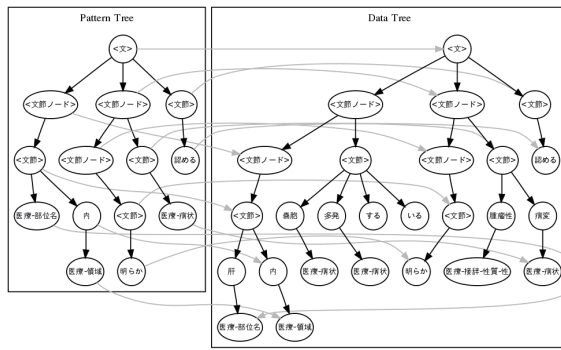 Pattern Tree
Data Tree
<文>
<文>
<文節ノード>
<文節ノード>
<文節>
<文節ノード>
<文節ノード>
<文節>
<文節>
<文節ノード>
<文節>
認める
<文節ノード>
<文節>
<文節ノード>
<文節>
認める
医療-部位名
内
<文節>
医療-病状
<文節>
嚢胞
多発
する
いる
<文節>
腫瘤性
病変
医療-領域
明らか
肝
内
医療-病状
医療-病状
明らか
医療-接辞-性質-性
医療-病状
医療-部位名
医療-領域